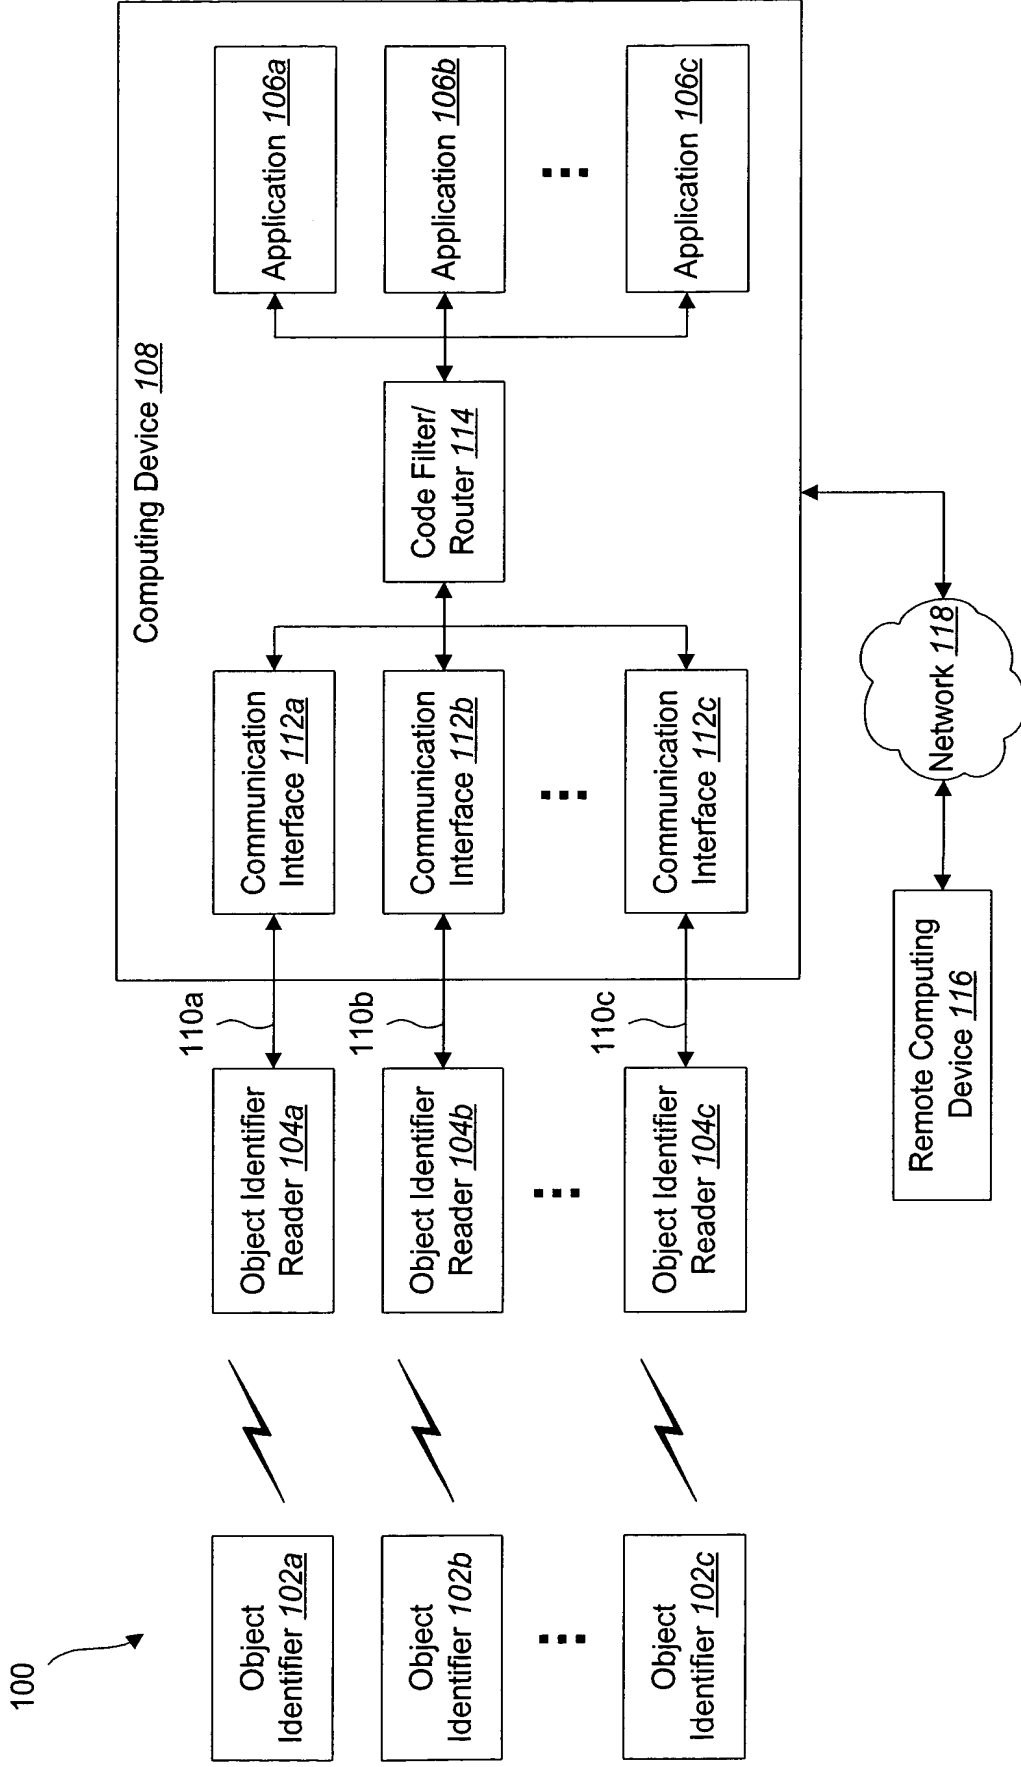 100
Object
Identifier 102a
Object
Identifier 102b
Object
Identifier 102c
Object Identifier
Reader 104a
Object Identifier
Reader 104b
Object Identifier
Reader 104c
110a
110b
110c
Computing Device 108
Communication
Interface 112a
Communication
Interface 112b
Communication
Interface 112c
Code Filter/
Router 114
Application 106a
Application 106b
Application 106c
Remote Computing
Device 116
Network 118